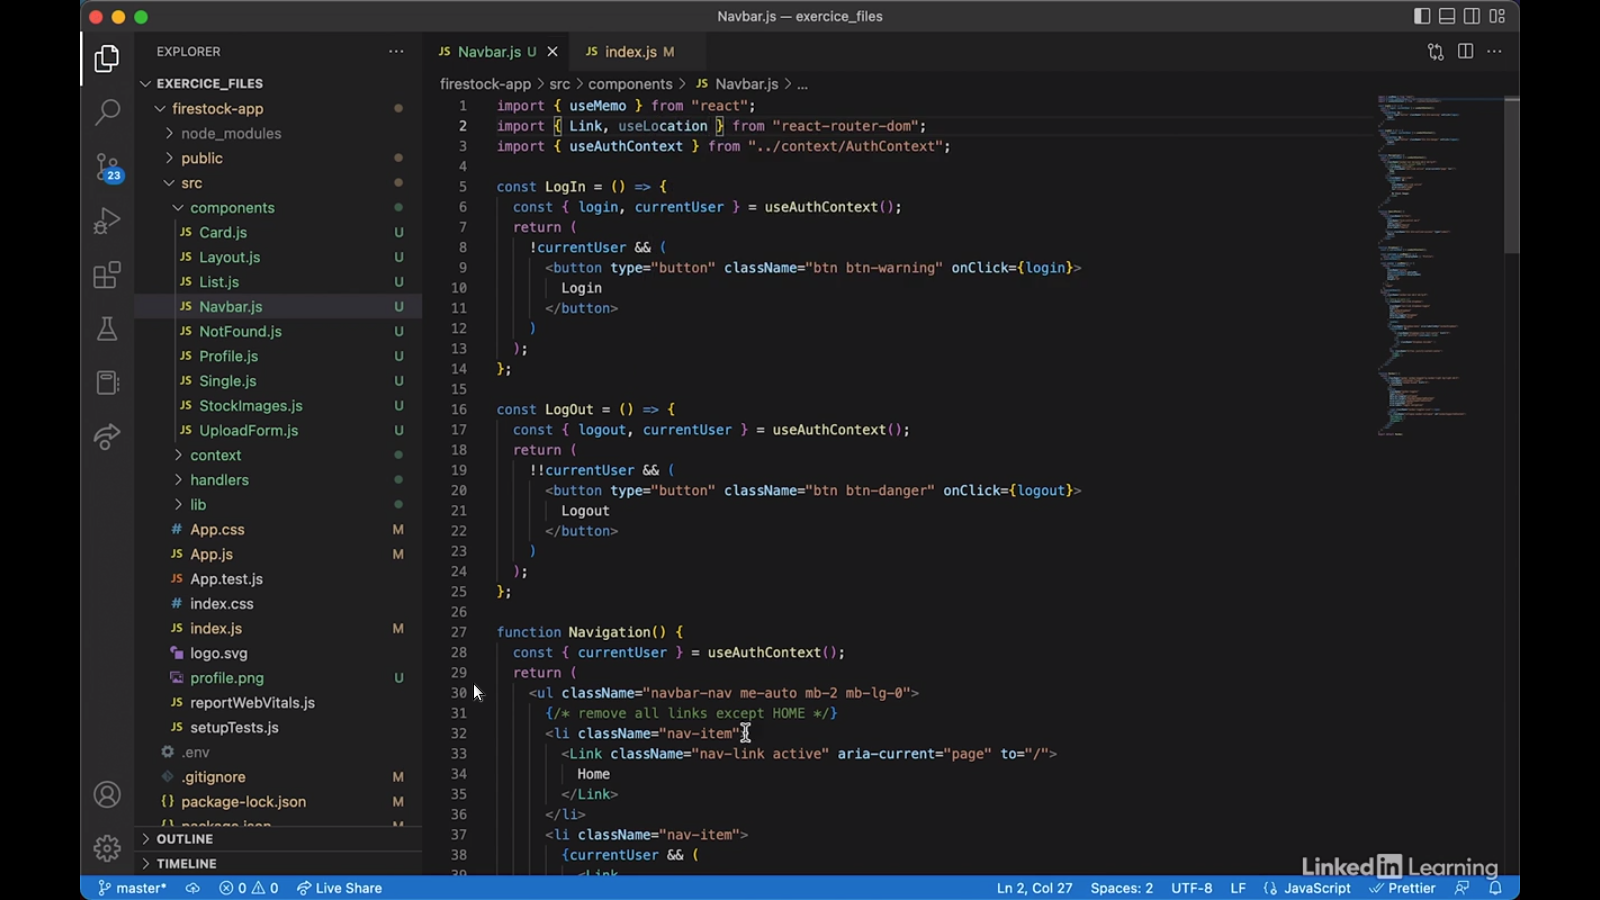 Navbar.js — exercice_files
EXPLORER
EXERCICE_FILES
firestock-app
node_modules
public
src
components
JS Card.js U
JS Layout.js U
JS List.js U
JS Navbar.js U
JS NotFound.js U
JS Profile.js U
JS Single.js U
JS StockImages.js U
JS UploadForm.js U
context
handlers
lib
# App.css M
JS App.js M
JS App.test.js
# index.css
JS index.js M
logo.svg
profile.png U
reportWebVitals.js
JS setupTests.js
.env
.gitignore M
{} package-lock.json M
{} package.json M
OUTLINE
TIMELINE
23
JS Navbar.js U
JS index.js M
firestock-app > src > components > JS Navbar.js > ...
1 import { useMemo } from "react";
2 import { Link, useLocation } from "react-router-dom";
3 import { useAuthContext } from "../context/AuthContext";
4
5 const LogIn = () => {
6 const { login, currentUser } = useAuthContext();
7 return (
8 !currentUser && (
9 <button type="button" className="btn btn-warning" onClick={login}>
10 Login
11 </button>
12 )
13 );
14 };
15
16 const LogOut = () => {
17 const { logout, currentUser } = useAuthContext();
18 return (
19 !!currentUser && (
20 <button type="button" className="btn btn-danger" onClick={logout}>
21 Logout
22 </button>
23 )
24 );
25 };
26
27 function Navigation() {
28 const { currentUser } = useAuthContext();
29 return (
30 <ul className="navbar-nav me-auto mb-2 mb-lg-0">
31 {/* remove all links except HOME */}
32 <li className="nav-item">
33 <Link className="nav-link active" aria-current="page" to="/">
34 Home
35 </Link>
36 </li>
37 <li className="nav-item">
38 {currentUser && (
39 <Link
LinkedIn Learning
master* 0 0 Live Share
Ln 2, Col 27 Spaces: 2 UTF-8 LF {} JavaScript Prettier